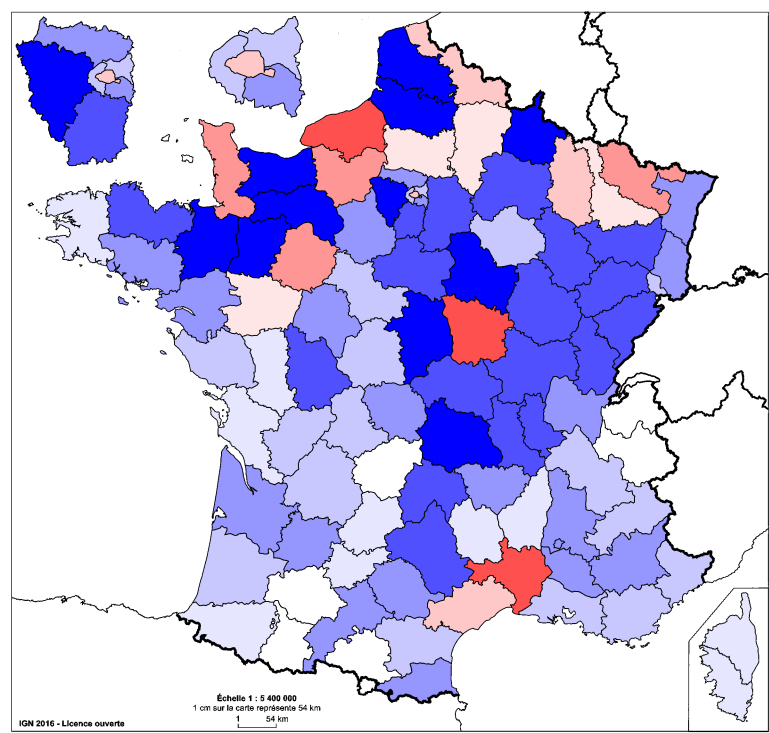 Échelle 1 : 5 400 000
1 cm sur la carte représente 54 km
1 54 km
IGN 2016 - Licence ouverte